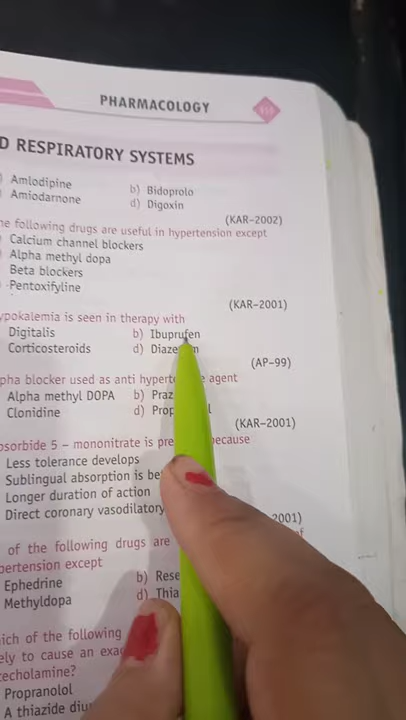 PHARMACOLOGY
D RESPIRATORY SYSTEMS
Amlodipine b) Bidoprolo
Amiodarnone d) Digoxin
(KAR-2002)
he following drugs are useful in hypertension except
Calcium channel blockers
Alpha methyl dopa
Beta blockers
Pentoxifyline
(KAR-2001)
ypokalemia is seen in therapy with
Digitalis b) Ibuprufen
Corticosteroids d)
(AP-99)
pha blocker used as anti agent
Alpha methyl DOPA b) Praz
Clonidine d) Prop l
(KAR-2001)
osorbide 5 – mononitrate is pre because
Less tolerance develops
Sublingual absorption is be
Longer duration of action
Direct coronary vasodilatory
2001)
of the following drugs are
pertension except
Ephedrine b) Rese
Methyldopa d) Thia
ich of the following
ely to cause an exa
techolamine?
Propranolol
A thiazide diu